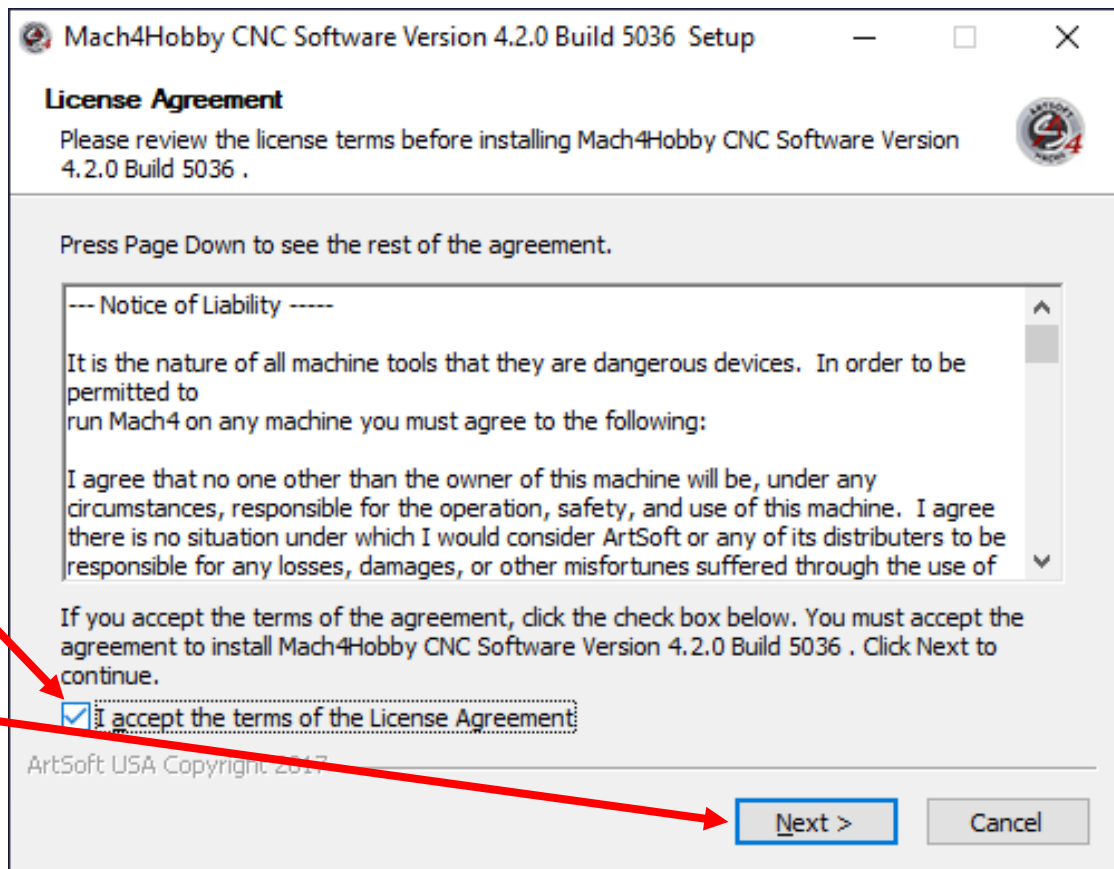 Mach4Hobby CNC Software Version 4.2.0 Build 5036 Setup
License Agreement
Please review the license terms before installing Mach4Hobby CNC Software Version
4.2.0 Build 5036 .
Press Page Down to see the rest of the agreement.
--- Notice of Liability -----
It is the nature of all machine tools that they are dangerous devices.  In order to be
permitted to
run Mach4 on any machine you must agree to the following:
I agree that no one other than the owner of this machine will be, under any
circumstances, responsible for the operation, safety, and use of this machine.  I agree
there is no situation under which I would consider ArtSoft or any of its distributers to be
responsible for any losses, damages, or other misfortunes suffered through the use of
If you accept the terms of the agreement, click the check box below. You must accept the
agreement to install Mach4Hobby CNC Software Version 4.2.0 Build 5036 . Click Next to
continue.
I accept the terms of the License Agreement
ArtSoft USA Copyright 2017
Next >
Cancel